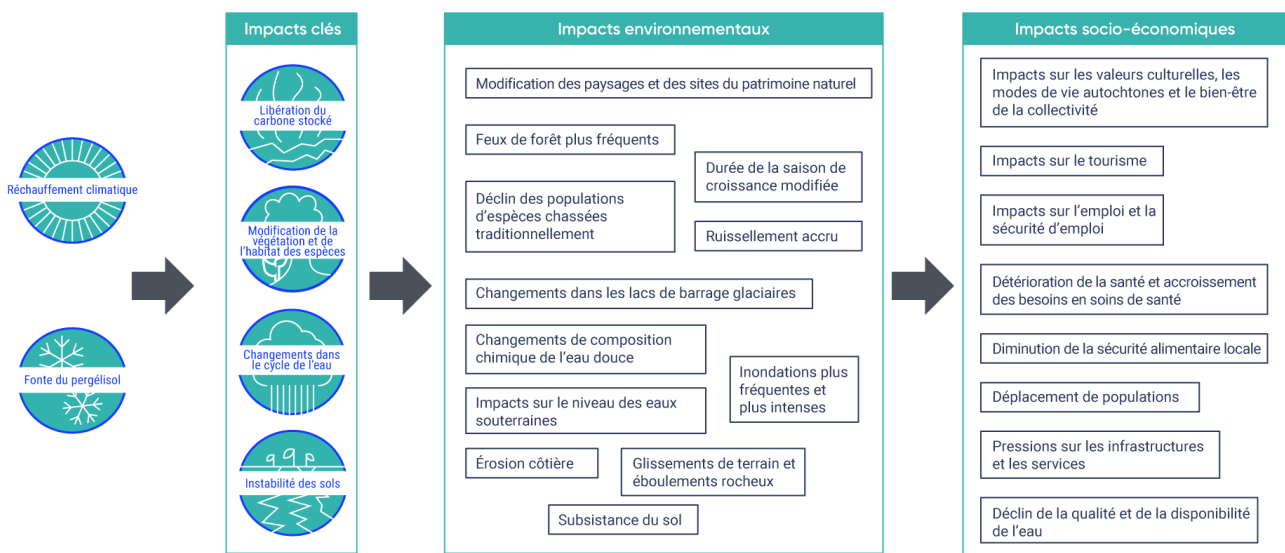 Réchauffement climatique
Fonte du pergélisol
Impacts clés
Libération du
carbone stocké
Modification de la
végétation et de
l'habitat des espèces
Changements dans
le cycle de l'eau
Instabilité des sols
Impacts environnementaux
Modification des paysages et des sites du patrimoine naturel
Feux de forêt plus fréquents
Durée de la saison de
croissance modifiée
Déclin des populations
d'espèces chassées
traditionnellement
Ruissellement accru
Changements dans les lacs de barrage glaciaires
Changements de composition
chimique de l'eau douce
Inondations plus
fréquentes et
plus intenses
Impacts sur le niveau des eaux
souterraines
Érosion côtière
Glissements de terrain et
éboulements rocheux
Subsistance du sol
Impacts socio-économiques
Impacts sur les valeurs culturelles, les
modes de vie autochtones et le bien-être
de la collectivité
Impacts sur le tourisme
Impacts sur l'emploi et la
sécurité d'emploi
Détérioration de la santé et accroissement
des besoins en soins de santé
Diminution de la sécurité alimentaire locale
Déplacement de populations
Pressions sur les infrastructures
et les services
Déclin de la qualité et de la disponibilité
de l'eau